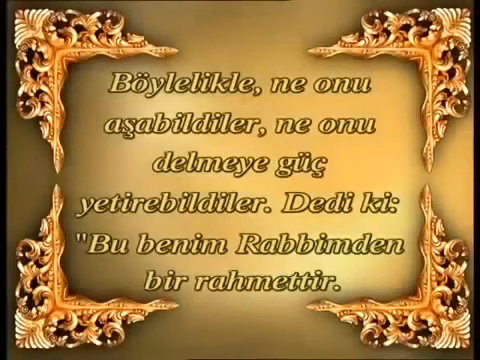 Böylelikle, ne onu
aşabildiler, ne onu
delmeye güç
yetirebildiler. Dedi ki:
"Bu benim Rabbimden
bir rahmettir.